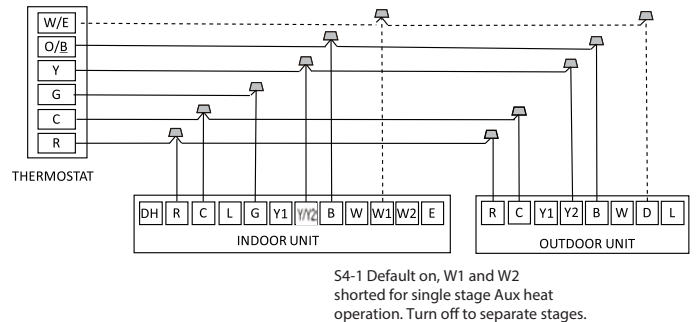 W/E
O/B
Y
G
C
R
THERMOSTAT
DH R C L G Y1 Y/Y2 B W W1 W2 E
INDOOR UNIT
R C Y1 Y2 B W D L
OUTDOOR UNIT
S4-1 Default on, W1 and W2
shorted for single stage Aux heat
operation. Turn off to separate stages.